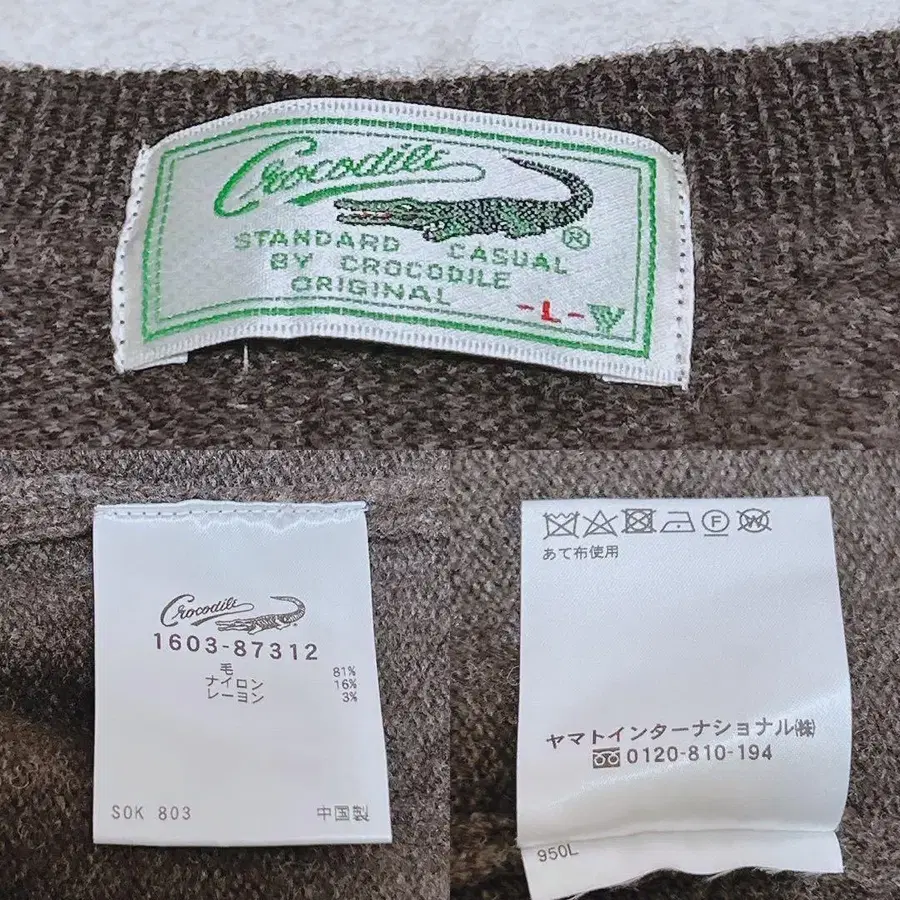 Crocodile
®
STANDARD CASUAL
BY CROCODILE
ORIGINAL
-L-
Crocodile
1603-87312
毛 81%
ナイロン 16%
レーヨン 3%
SOK 803 中国製
F W
あて布使用
ヤマトインターナショナル㈱
0120-810-194
950L